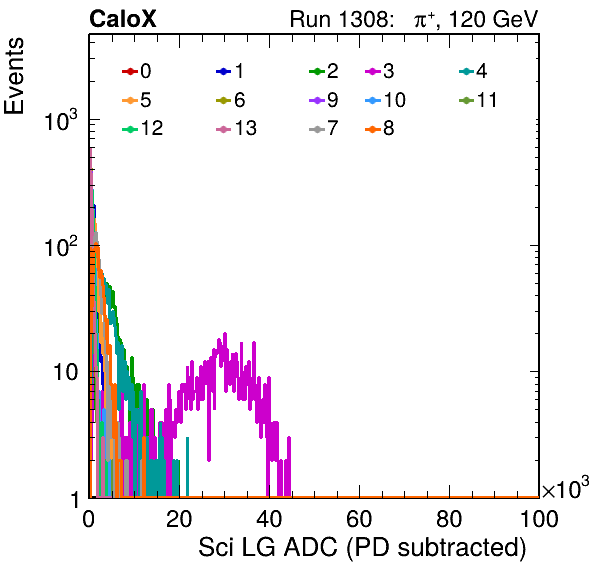 CaloX Run 1308: π⁺, 120 GeV
Events
0 1 2 3 4
5 6 9 10 11
12 13 7 8
10³
10²
10
1
0 20 40 60 80 100
×10³
Sci LG ADC (PD subtracted)